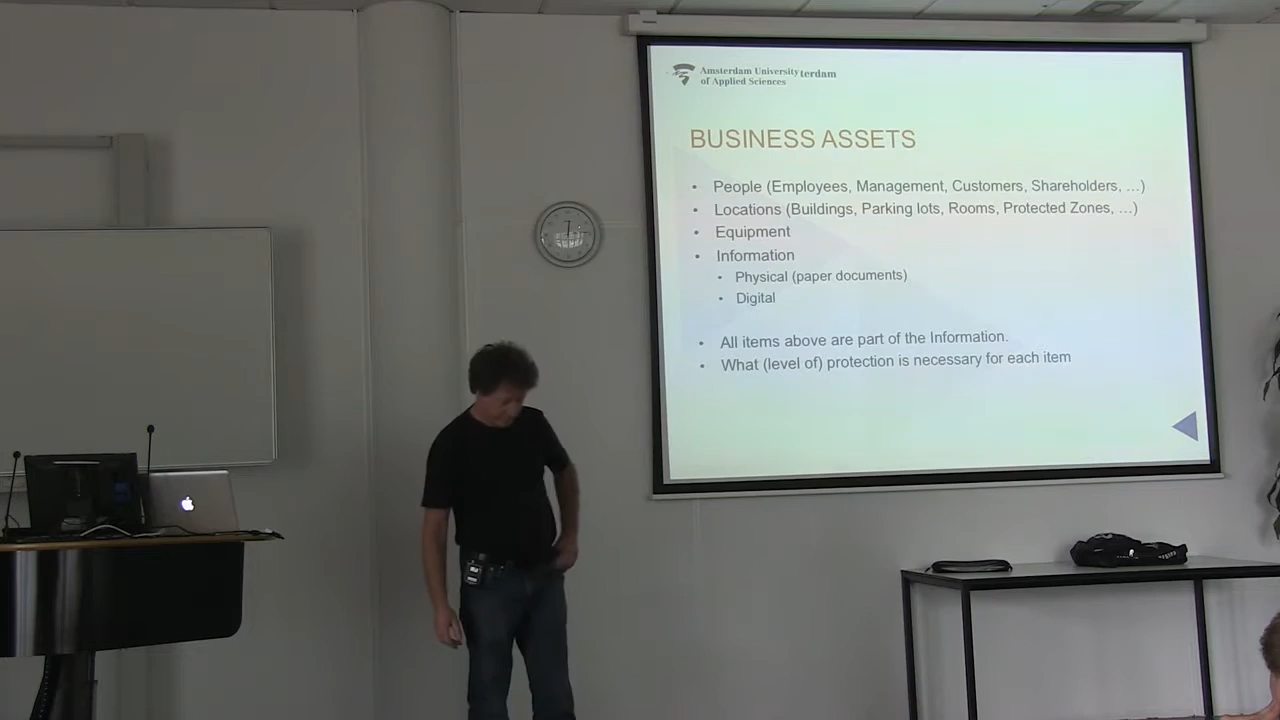 Amsterdam University terdam
of Applied Sciences
BUSINESS ASSETS
• People (Employees, Management, Customers, Shareholders, ...)
• Locations (Buildings, Parking lots, Rooms, Protected Zones, ...)
• Equipment
• Information
• Physical (paper documents)
• Digital
• All items above are part of the Information.
• What (level of) protection is necessary for each item